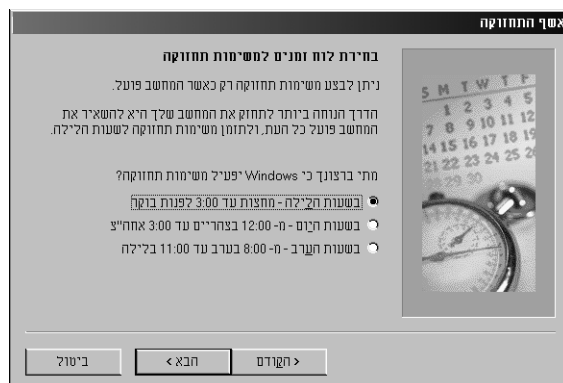 אשף התחזוקה
בחירת לוח זמנים למשימות תחזוקה
ניתן לבצע משימות תחזוקה רק כאשר המחשב פועל.
הדרך הנוחה ביותר לתחזק את המחשב שלך היא להשאיר את
המחשב פועל כל העת, ולתזמן משימות תחזוקה לשעות הלילה.
מתי ברצונך כי Windows יפעיל משימות תחזוקה?
בשעות הלילה - מחצות עד 3:00 לפנות בוקר
בשעות היום - מ- 12:00 בצהריים עד 3:00 אחה"צ
בשעות הערב - מ- 8:00 בערב עד 11:00 בלילה
S M T W T F
1 2 3 4 5
7 8 9 10 11 12
14 15 16 17 18 19
21 22 23 24 25 26
28 29 30
< הקודם
הבא >
ביטול